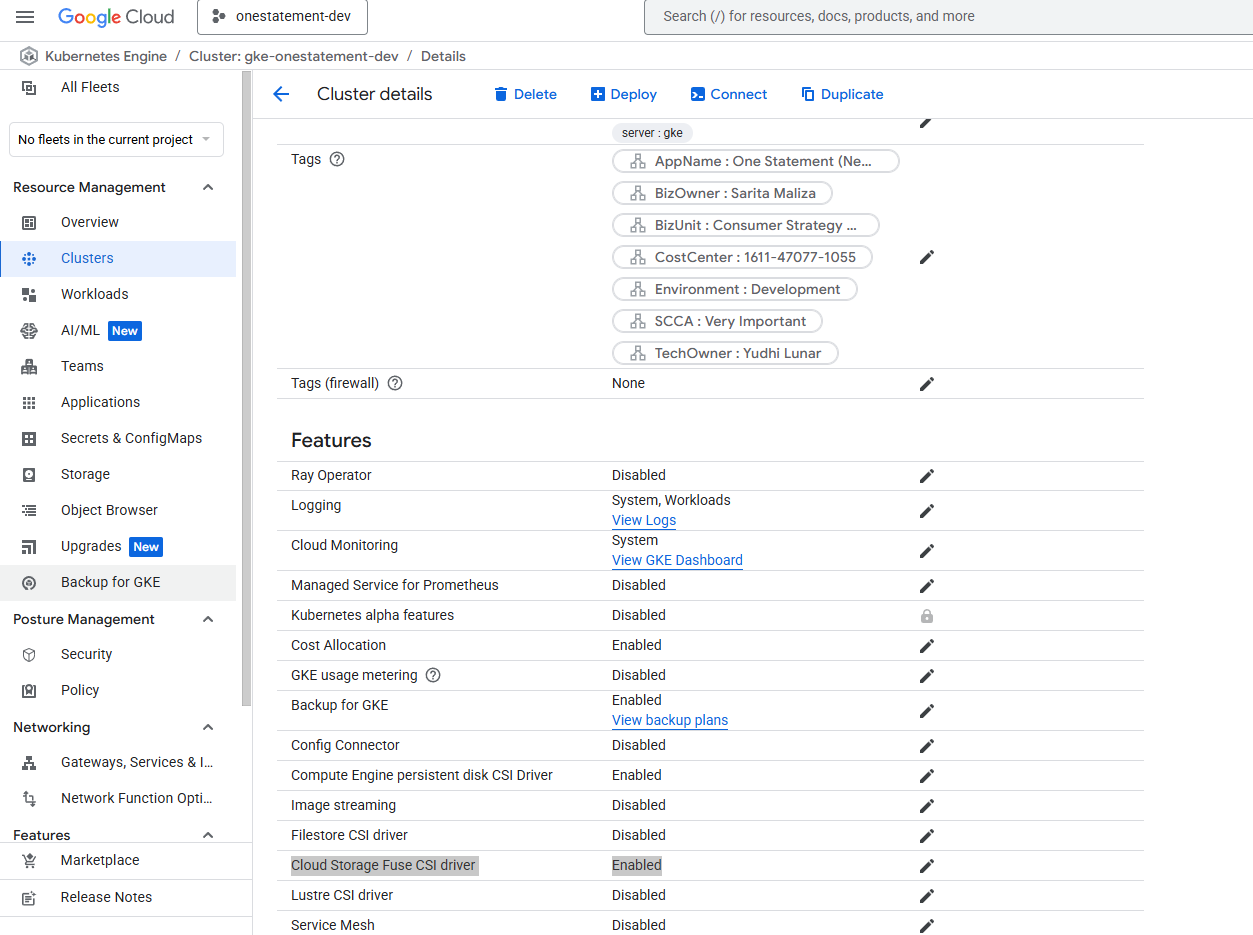 Google Cloud
onestatement-dev
Search (/) for resources, docs, products, and more
Kubernetes Engine / Cluster: gke-onestatement-dev / Details
All Fleets
No fleets in the current project
Resource Management
Overview
Clusters
Workloads
AI/ML New
Teams
Applications
Secrets & ConfigMaps
Storage
Object Browser
Upgrades New
Backup for GKE
Posture Management
Security
Policy
Networking
Gateways, Services & I...
Network Function Opti...
Features
Marketplace
Release Notes
Cluster details
Delete
Deploy
Connect
Duplicate
server : gke
Tags
AppName : One Statement (Ne...
BizOwner : Sarita Maliza
BizUnit : Consumer Strategy ...
CostCenter : 1611-47077-1055
Environment : Development
SCCA : Very Important
TechOwner : Yudhi Lunar
Tags (firewall) None
Features
Ray Operator Disabled
Logging System, Workloads
View Logs
Cloud Monitoring System
View GKE Dashboard
Managed Service for Prometheus Disabled
Kubernetes alpha features Disabled
Cost Allocation Enabled
GKE usage metering Disabled
Backup for GKE Enabled
View backup plans
Config Connector Disabled
Compute Engine persistent disk CSI Driver Enabled
Image streaming Disabled
Filestore CSI driver Disabled
Cloud Storage Fuse CSI driver Enabled
Lustre CSI driver Disabled
Service Mesh Disabled